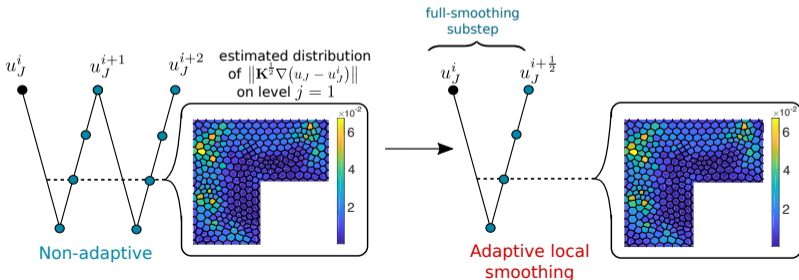 full-smoothing
substep
u_J^i
u_J^{i+1}
u_J^{i+2}
estimated distribution
of ‖K^{1/2}∇(u_J − u_J^i)‖
on level j = 1
u_J^i
u_J^{i+1/2}
×10^{-2}
6
4
2
×10^{-2}
6
4
2
Non-adaptive
Adaptive local
smoothing